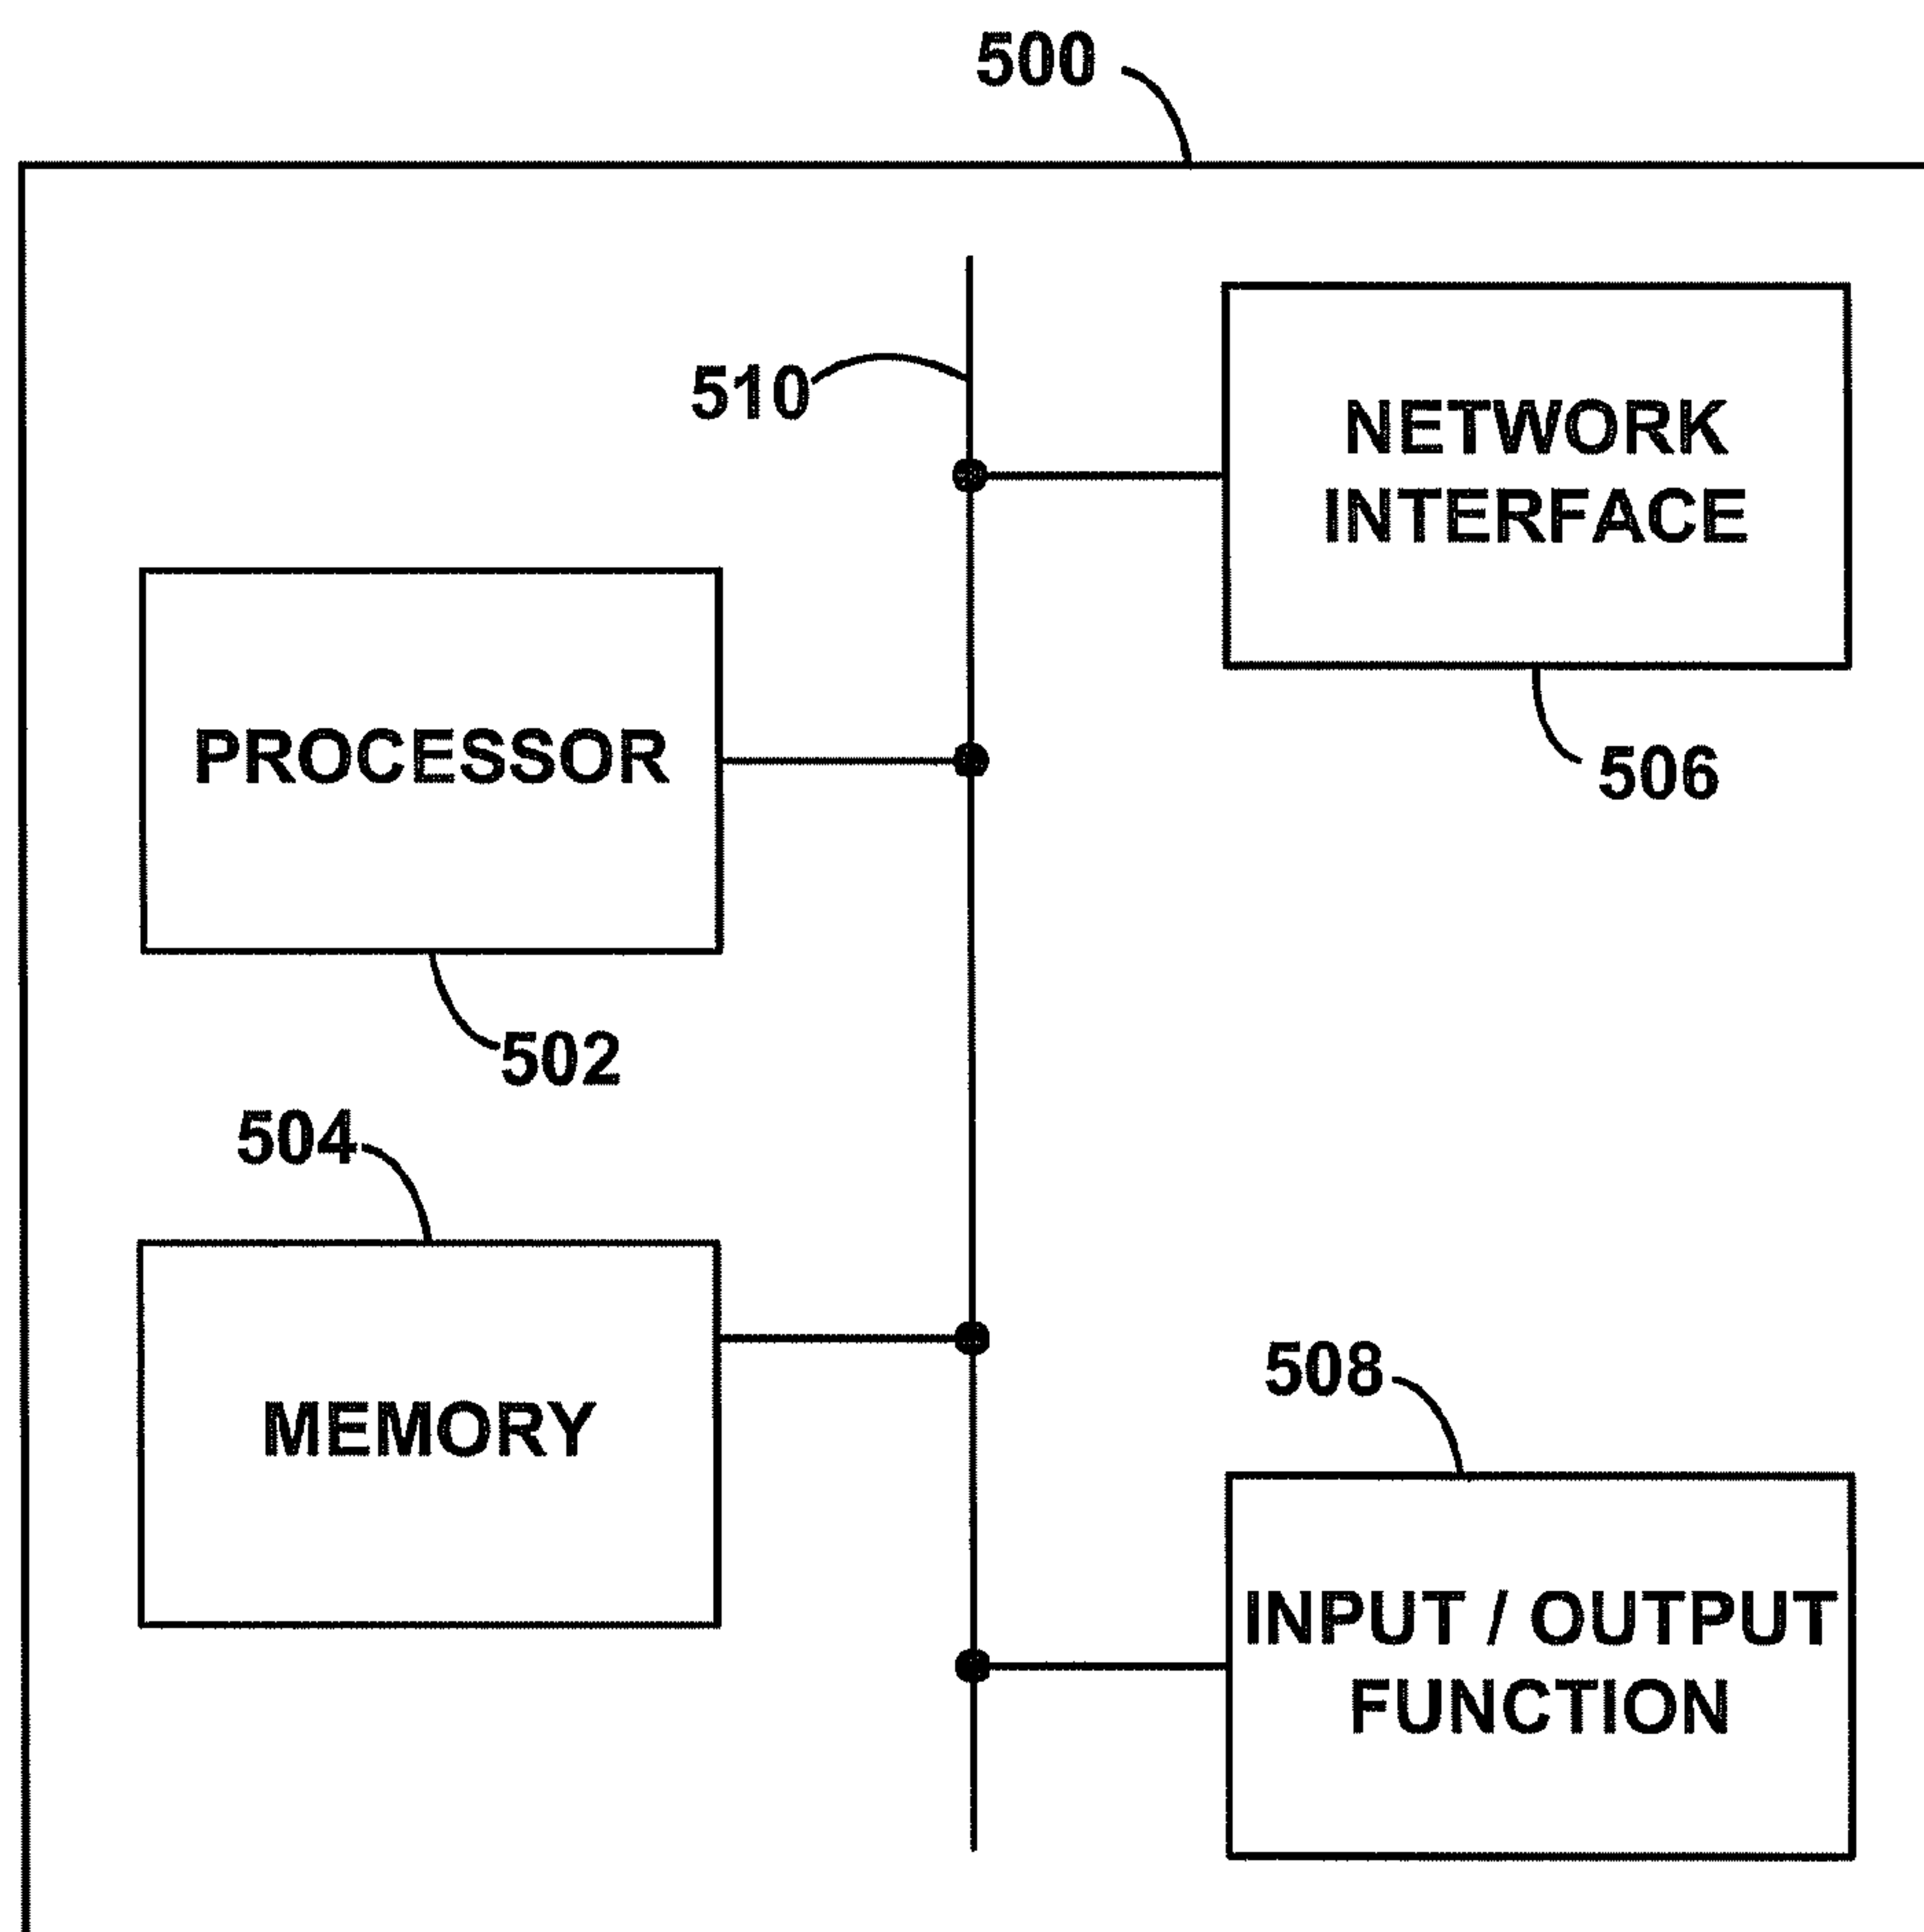 500
510
NETWORK
INTERFACE
506
PROCESSOR
502
504
MEMORY
508
INPUT / OUTPUT
FUNCTION